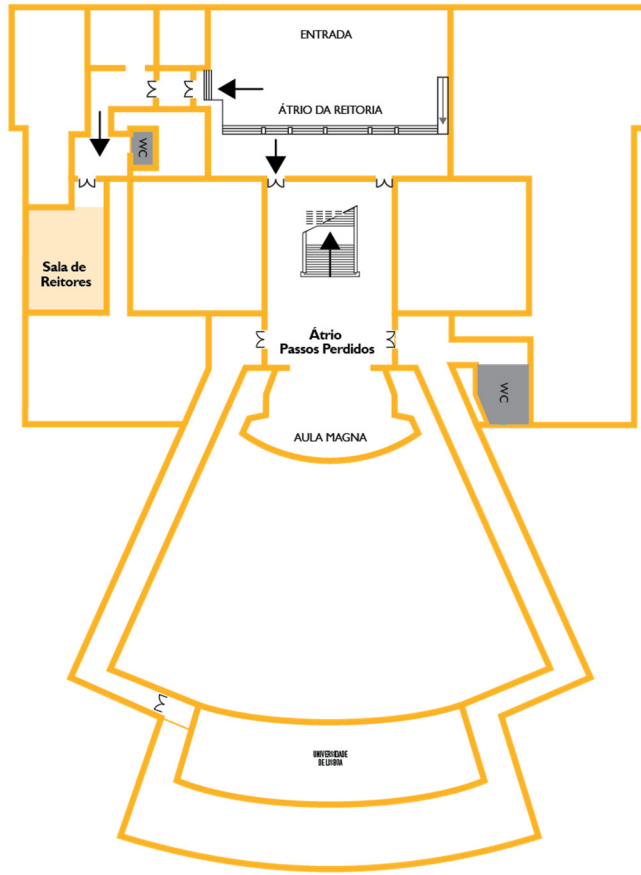 ENTRADA
ÁTRIO DA REITORIA
WC
Sala de
Reitores
Átrio
Passos Perdidos
WC
AULA MAGNA
UNIVERSIDADE
DE LISBOA